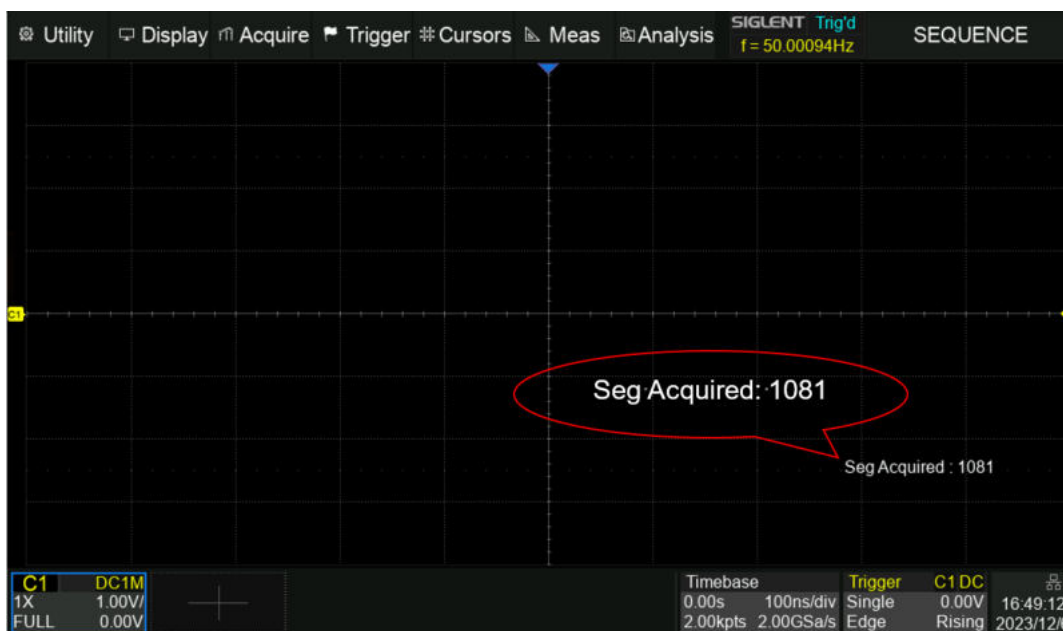 Utility Display Acquire Trigger Cursors Meas Analysis SIGLENT Trig'd SEQUENCE
f = 50.00094Hz
C1
Seg Acquired: 1081
Seg Acquired : 1081
C1 DC1M
1X 1.00V/
FULL 0.00V
Timebase
0.00s 100ns/div
2.00kpts 2.00GSa/s
Trigger C1 DC
Single 0.00V
Edge Rising
16:49:12